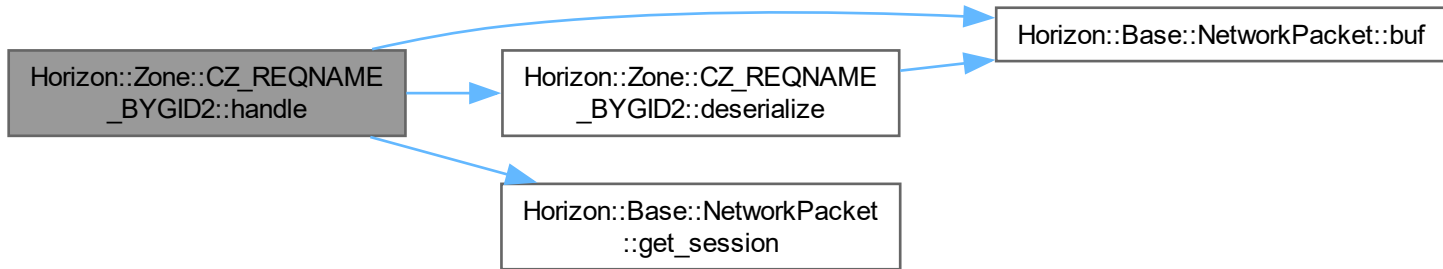 Horizon::Zone::CZ_REQNAME
_BYGID2::handle
Horizon::Zone::CZ_REQNAME
_BYGID2::deserialize
Horizon::Base::NetworkPacket::buf
Horizon::Base::NetworkPacket
::get_session